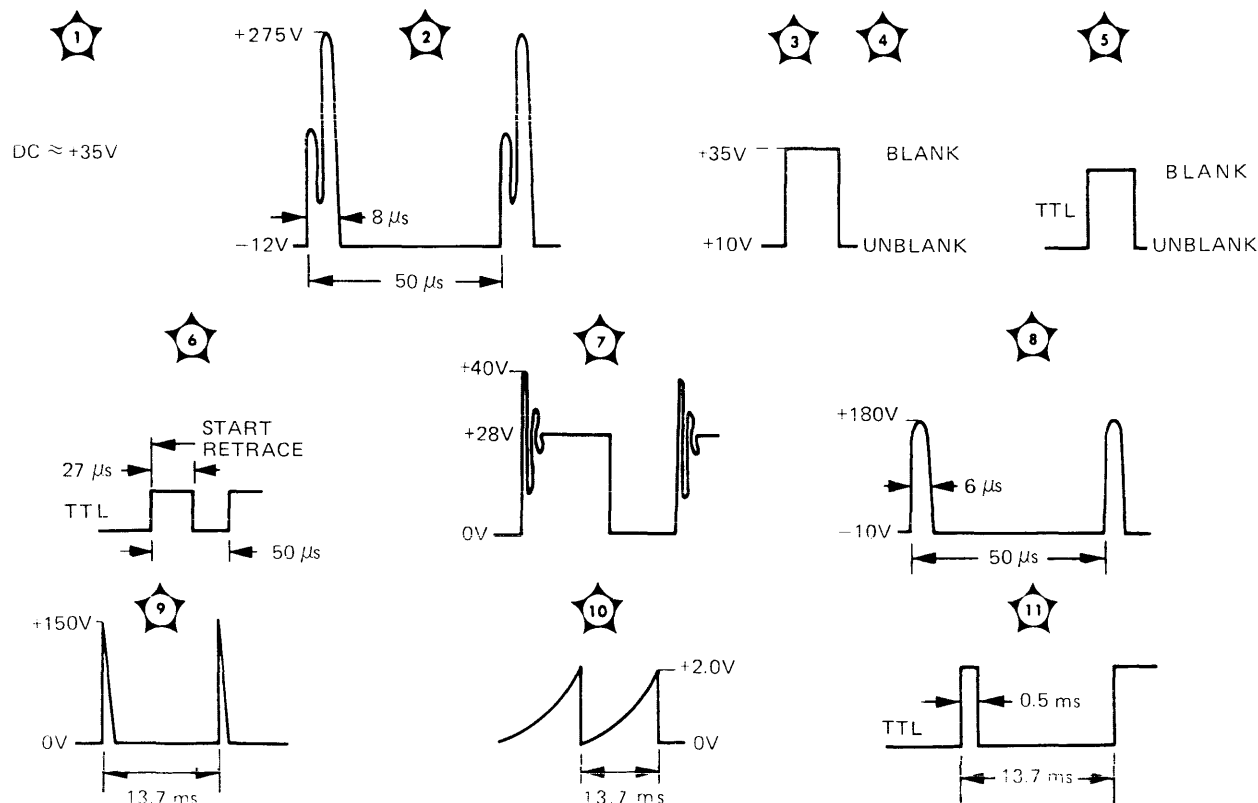 1
2
3
4
5
DC ≈ +35V
+275V
8 μs
−12V
50 μs
+35V
BLANK
+10V
UNBLANK
BLANK
TTL
UNBLANK
6
START
RETRACE
27 μs
TTL
50 μs
7
+40V
+28V
0V
8
+180V
6 μs
−10V
50 μs
9
+150V
0V
13.7 ms
10
+2.0V
0V
13.7 ms
11
0.5 ms
TTL
13.7 ms